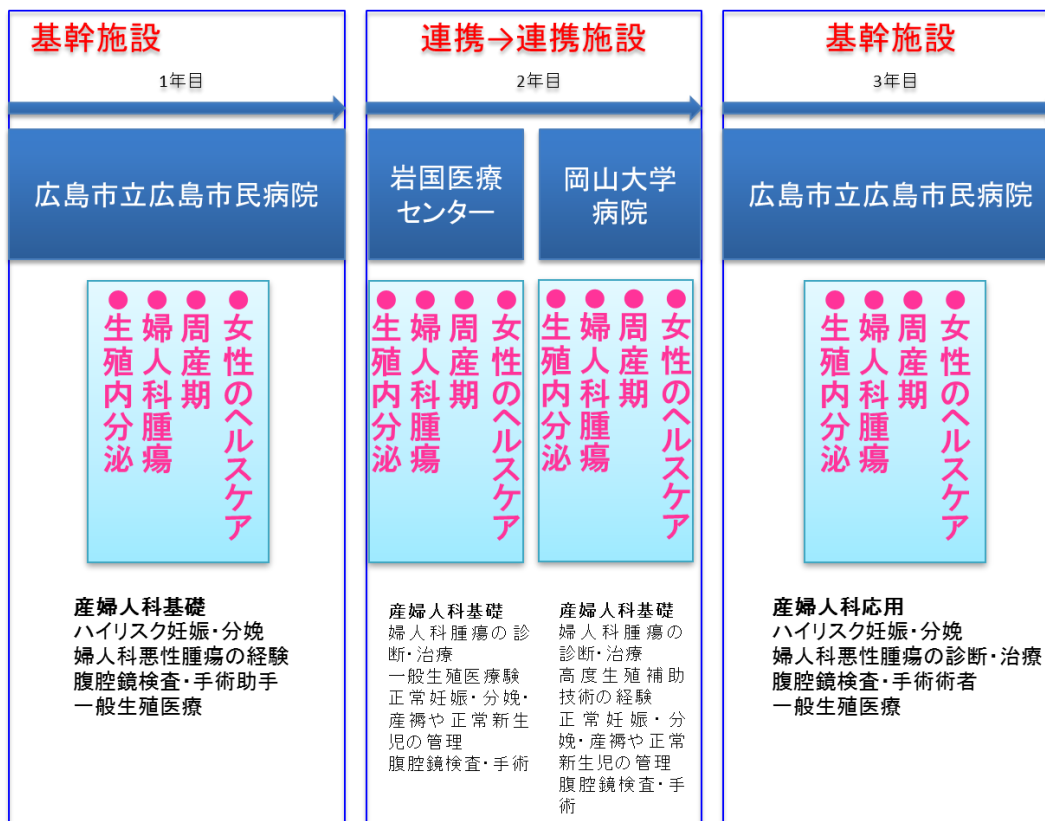 基幹施設
1年目
広島市立広島市民病院
●女性のヘルスケア
●周産期
●婦人科腫瘍
●生殖内分泌
産婦人科基礎
ハイリスク妊娠・分娩
婦人科悪性腫瘍の経験
腹腔鏡検査・手術助手
一般生殖医療
連携→連携施設
2年目
岩国医療
センター
●女性のヘルスケア
●周産期
●婦人科腫瘍
●生殖内分泌
産婦人科基礎
婦人科腫瘍の診
断・治療
一般生殖医療験
正常妊娠・分娩・
産褥や正常新生
児の管理
腹腔鏡検査・手術
岡山大学
病院
●女性のヘルスケア
●周産期
●婦人科腫瘍
●生殖内分泌
産婦人科基礎
婦人科腫瘍の
診断・治療
高度生殖補助
技術の経験
正常妊娠・分
娩・産褥や正常
新生児の管理
腹腔鏡検査・手
術
基幹施設
3年目
広島市立広島市民病院
●女性のヘルスケア
●周産期
●婦人科腫瘍
●生殖内分泌
産婦人科応用
ハイリスク妊娠・分娩
婦人科悪性腫瘍の診断・治療
腹腔鏡検査・手術術者
一般生殖医療